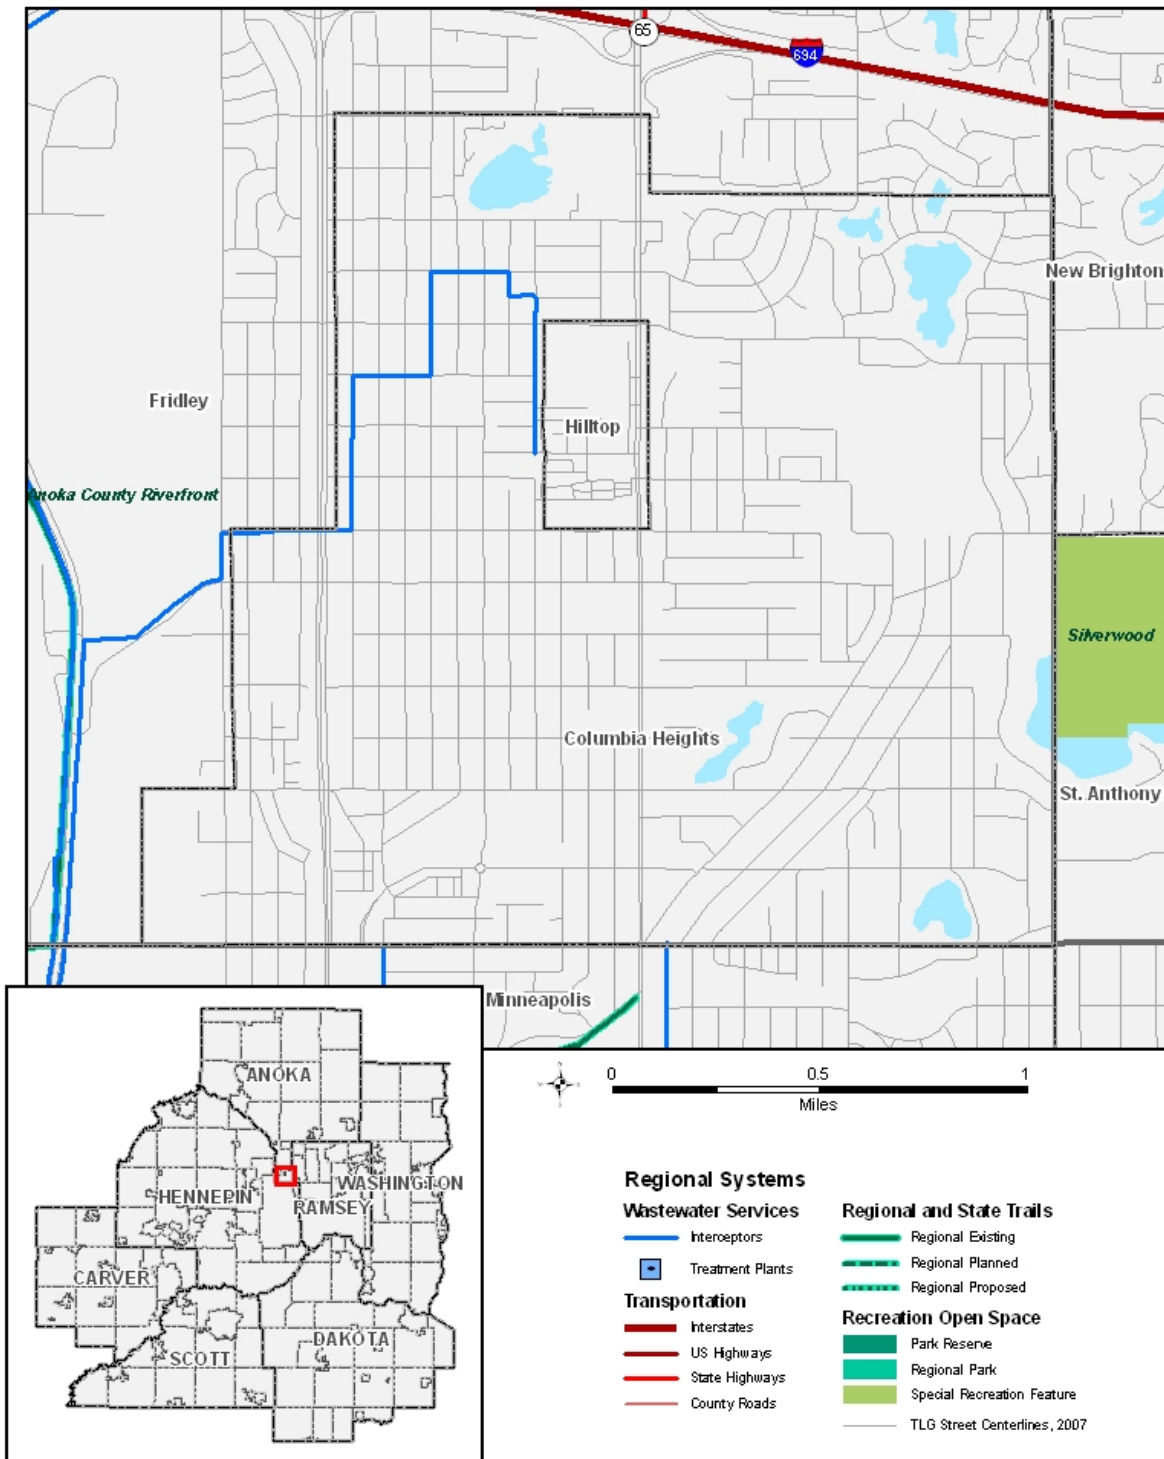 65
694
New Brighton
Fridley
Hilltop
Anoka County Riverfront
Silverwood
Columbia Heights
St. Anthony
Minneapolis
ANOKA
WASHINGTON
HENNEPIN
RAMSEY
CARVER
DAKOTA
SCOTT
0 0.5 1
Miles
Regional Systems
Wastewater Services
Interceptors
Treatment Plants
Transportation
Interstates
US Highways
State Highways
County Roads
Regional and State Trails
Regional Existing
Regional Planned
Regional Proposed
Recreation Open Space
Park Reserve
Regional Park
Special Recreation Feature
TLG Street Centerlines, 2007